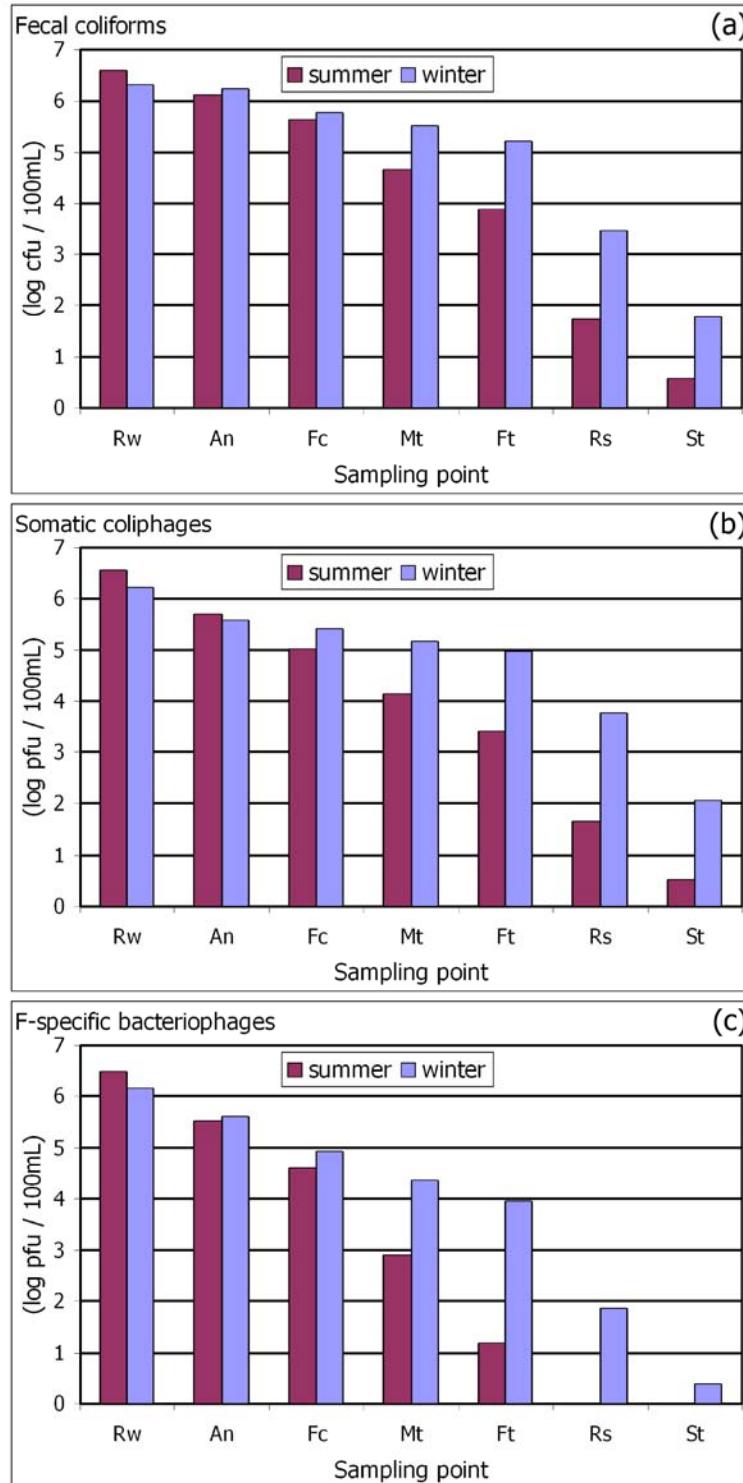 Fecal coliforms (a)
summer winter
7
6
5
4
3
2
1
0
(log cfu / 100mL)
Rw An Fc Mt Ft Rs St
Sampling point
Somatic coliphages (b)
summer winter
7
6
5
4
3
2
1
0
(log pfu / 100mL)
Rw An Fc Mt Ft Rs St
Sampling point
F-specific bacteriophages (c)
summer winter
7
6
5
4
3
2
1
0
(log pfu / 100mL)
Rw An Fc Mt Ft Rs St
Sampling point